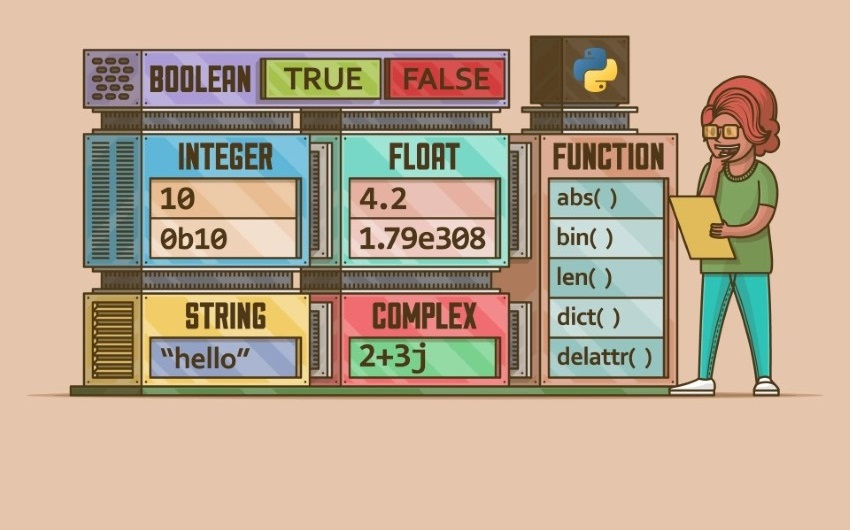 BOOLEAN TRUE FALSE
INTEGER
10
0b10
FLOAT
4.2
1.79e308
STRING
“hello”
COMPLEX
2+3j
FUNCTION
abs( )
bin( )
len( )
dict( )
delattr( )